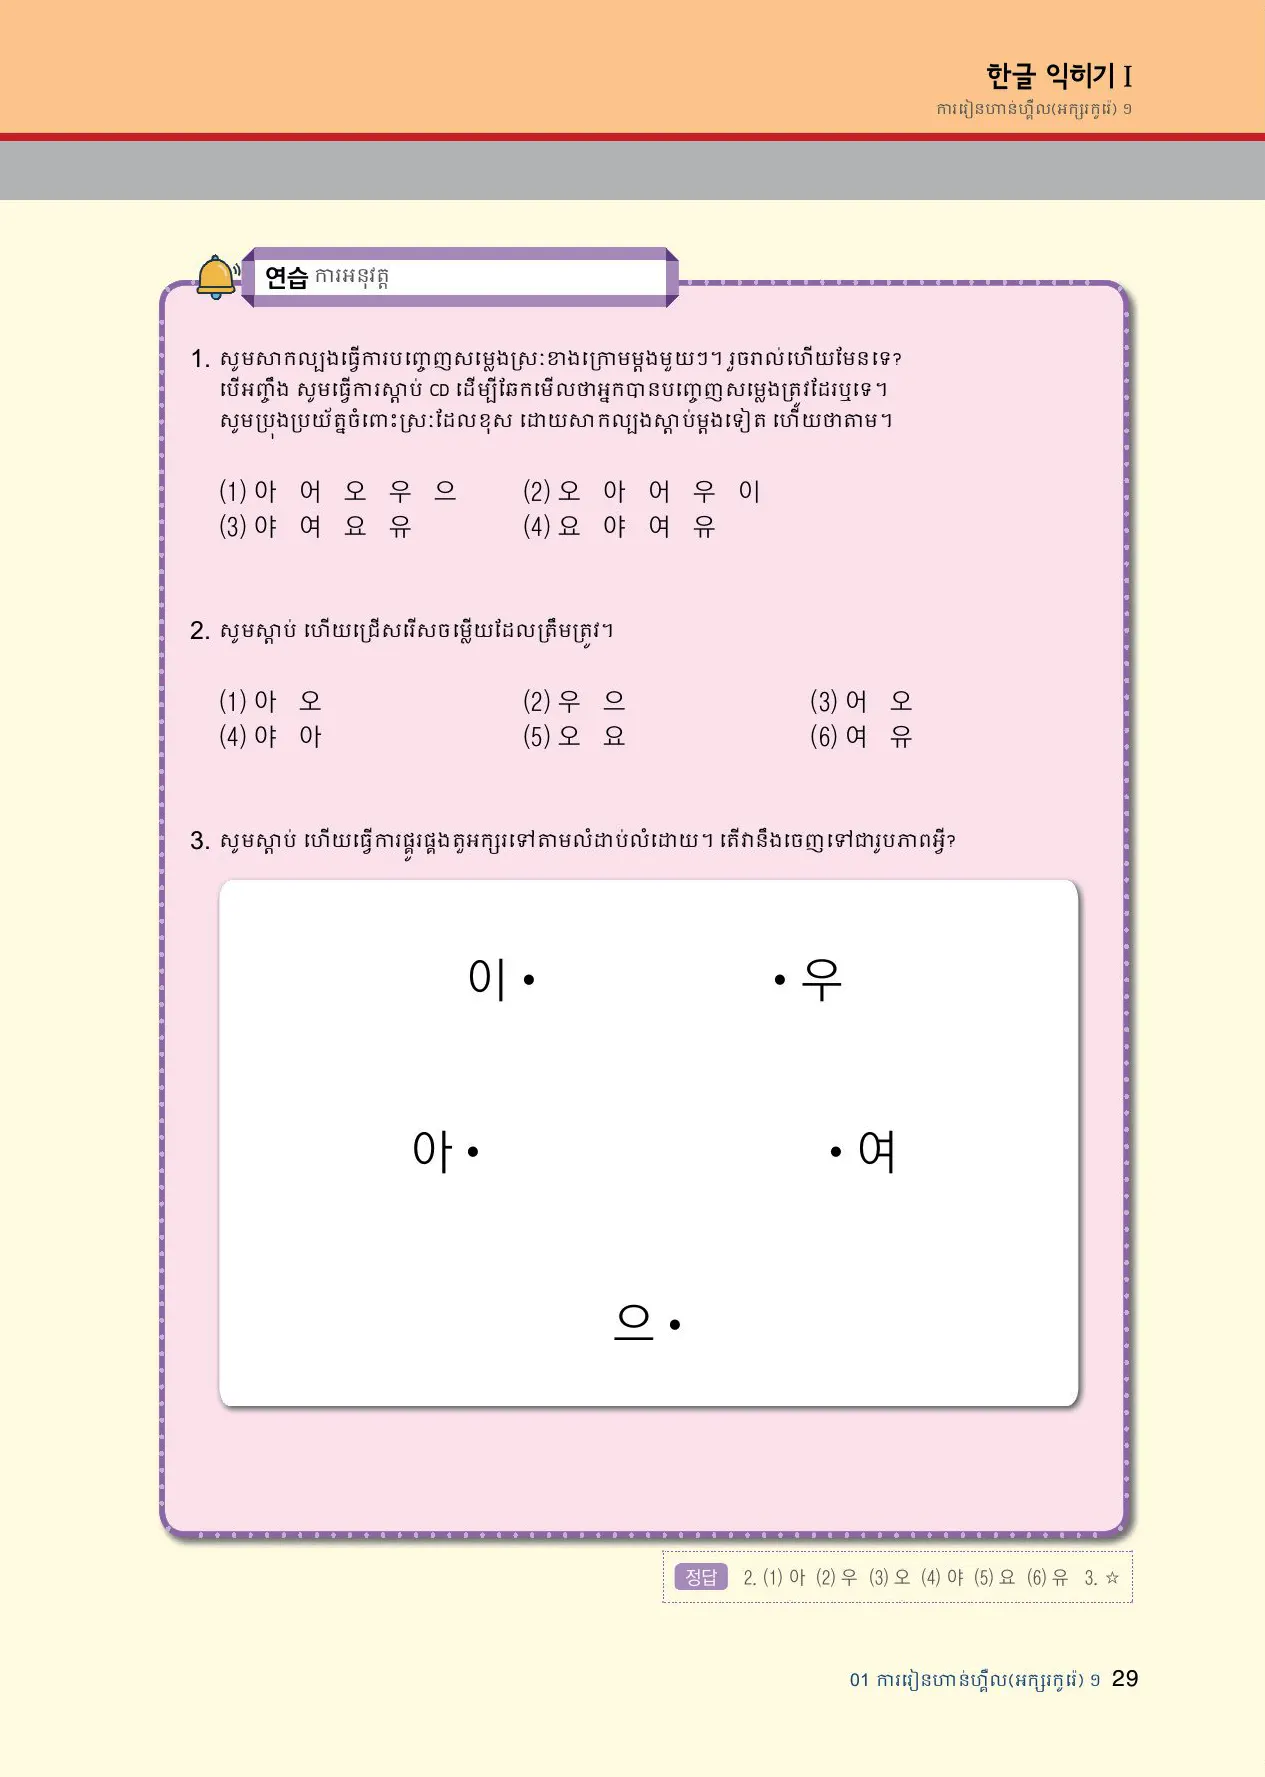 한글 익히기 I
ការរៀនហាន់ហ្គឺល(អក្សរកូរ៉េ) ១
연습 ការអនុវត្ត
1. សូមសាកល្បងធ្វើការបញ្ចេញសម្លេងស្រៈខាងក្រោមម្ដងមួយៗ។ រួចរាល់ហើយមែនទេ?
បើអញ្ចឹង សូមធ្វើការស្ដាប់ CD ដើម្បីឆែកមើលថាអ្នកបានបញ្ចេញសម្លេងត្រូវដែរឬទេ។
សូមប្រុងប្រយ័ត្នចំពោះស្រៈដែលខុស ដោយសាកល្បងស្ដាប់ម្ដងទៀត ហើយថាតាម។
(1) 아 어 오 우 으 (2) 오 아 어 우 이
(3) 야 여 요 유 (4) 요 야 여 유
2. សូមស្ដាប់ ហើយជ្រើសរើសចម្លើយដែលត្រឹមត្រូវ។
(1) 아 오 (2) 우 으 (3) 어 오
(4) 야 아 (5) 오 요 (6) 여 유
3. សូមស្ដាប់ ហើយធ្វើការផ្គូរផ្គងតួអក្សរទៅតាមលំដាប់លំដោយ។ តើវានឹងចេញទៅជារូបភាពអ្វី?
이 • • 우
아 • • 여
으 •
정답 2. (1) 아 (2) 우 (3) 오 (4) 야 (5) 요 (6) 유 3. ☆
01 ការរៀនហាន់ហ្គឺល(អក្សរកូរ៉េ) ១ 29